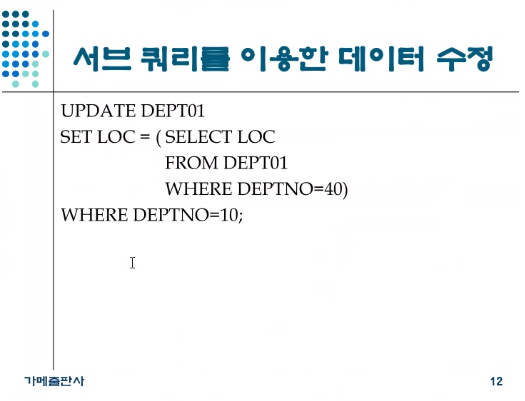 서브 쿼리를 이용한 데이터 수정
UPDATE DEPT01
SET LOC = ( SELECT LOC
FROM DEPT01
WHERE DEPTNO=40)
WHERE DEPTNO=10;
가메출판사
12